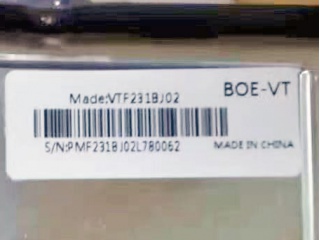 BOE-VT
Made:VTF231BJ02
S/N:PMF231BJ02L780062
MADE IN CHINA